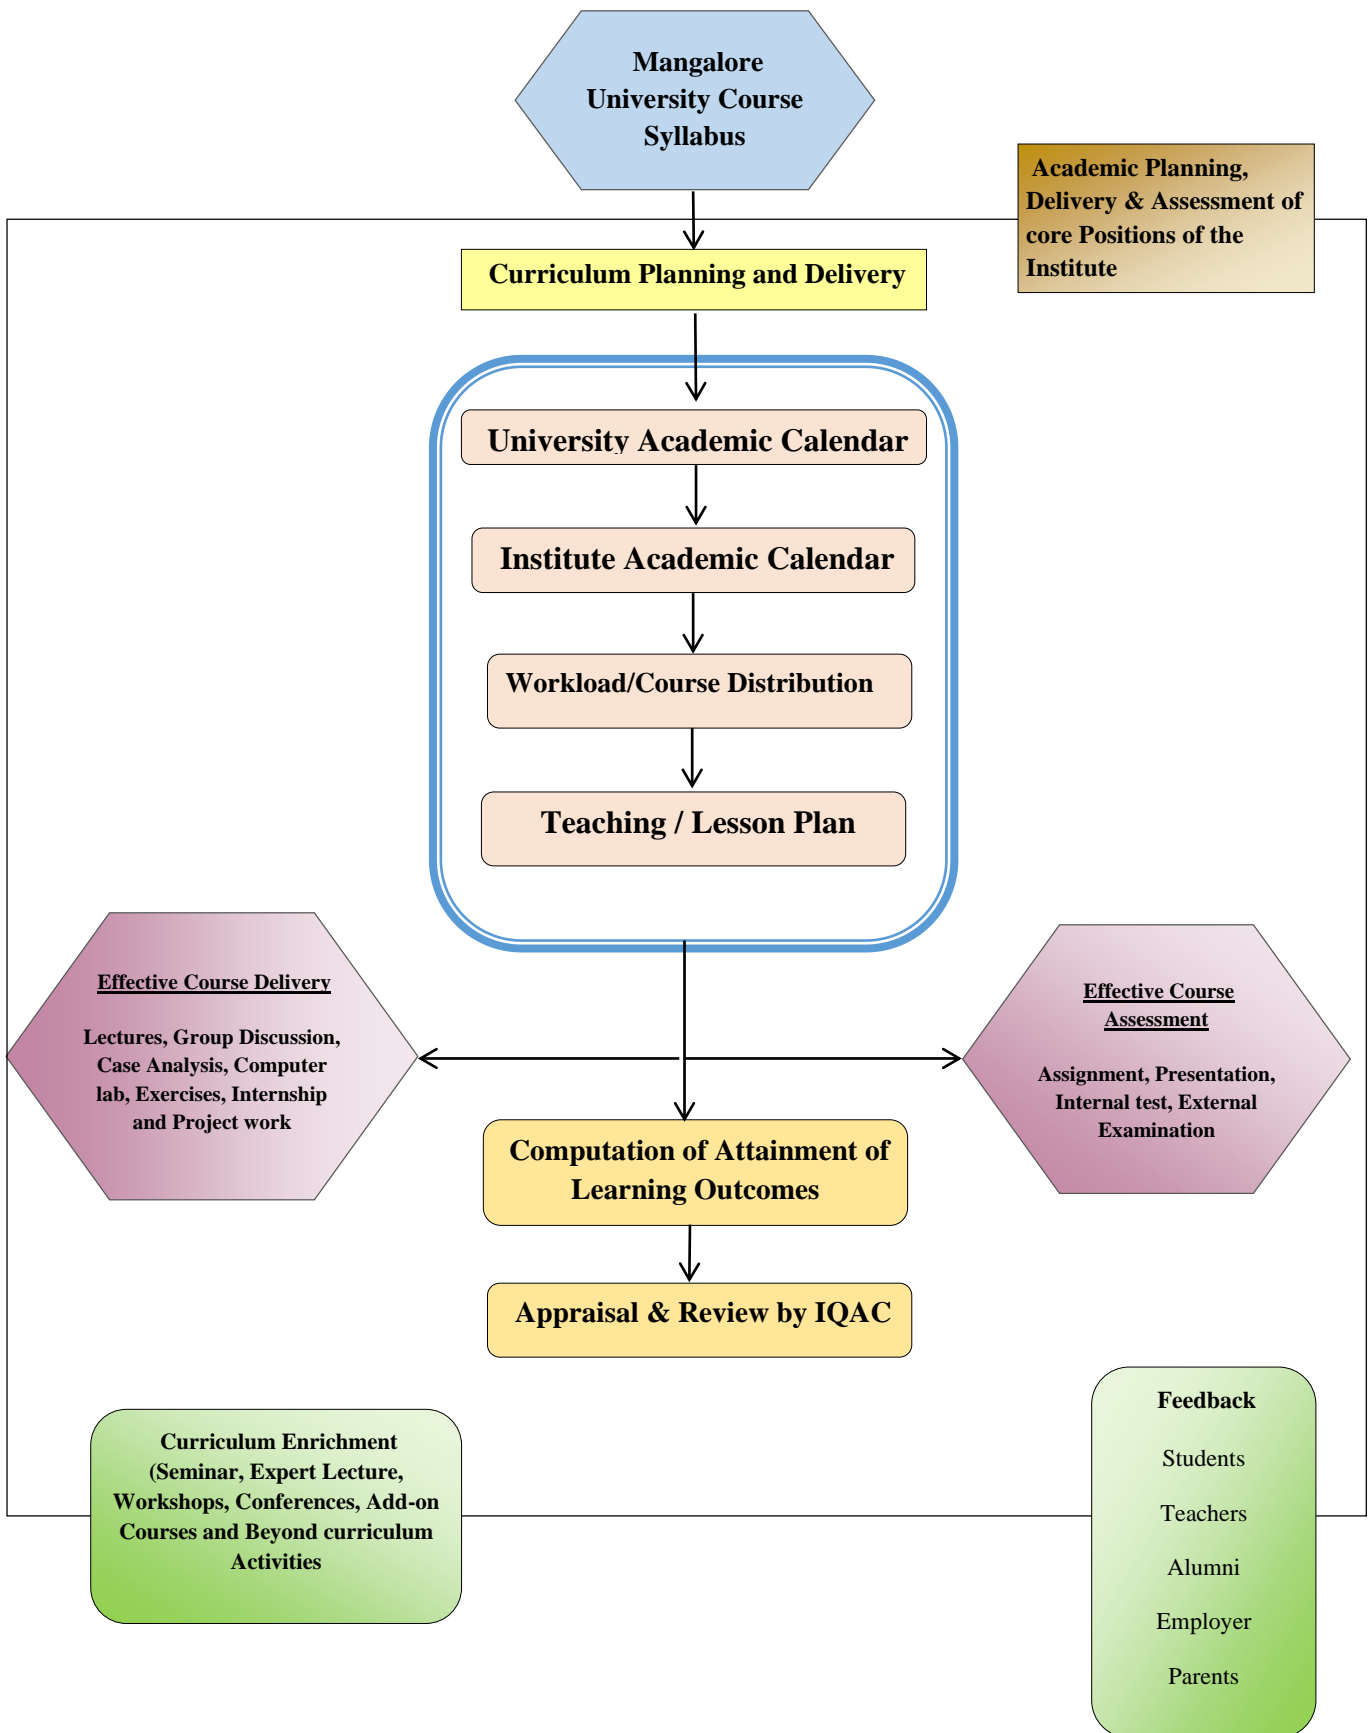 Mangalore
University Course
Syllabus
Academic Planning,
Delivery & Assessment of
core Positions of the
Institute
Curriculum Planning and Delivery
University Academic Calendar
Institute Academic Calendar
Workload/Course Distribution
Teaching / Lesson Plan
Effective Course Delivery
Lectures, Group Discussion,
Case Analysis, Computer
lab, Exercises, Internship
and Project work
Effective Course
Assessment
Assignment, Presentation,
Internal test, External
Examination
Computation of Attainment of
Learning Outcomes
Appraisal & Review by IQAC
Curriculum Enrichment
(Seminar, Expert Lecture,
Workshops, Conferences, Add-on
Courses and Beyond curriculum
Activities
Feedback
Students
Teachers
Alumni
Employer
Parents